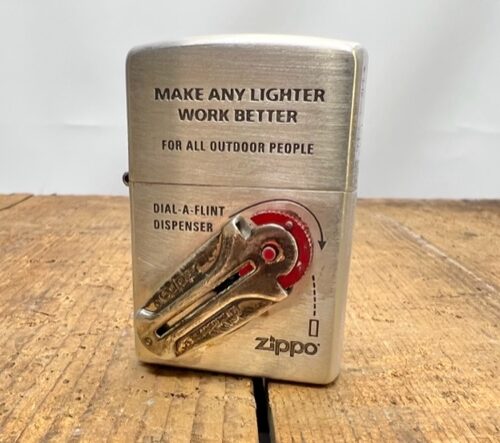 MAKE ANY LIGHTER
WORK BETTER
FOR ALL OUTDOOR PEOPLE
DIAL-A-FLINT
DISPENSER
zippo